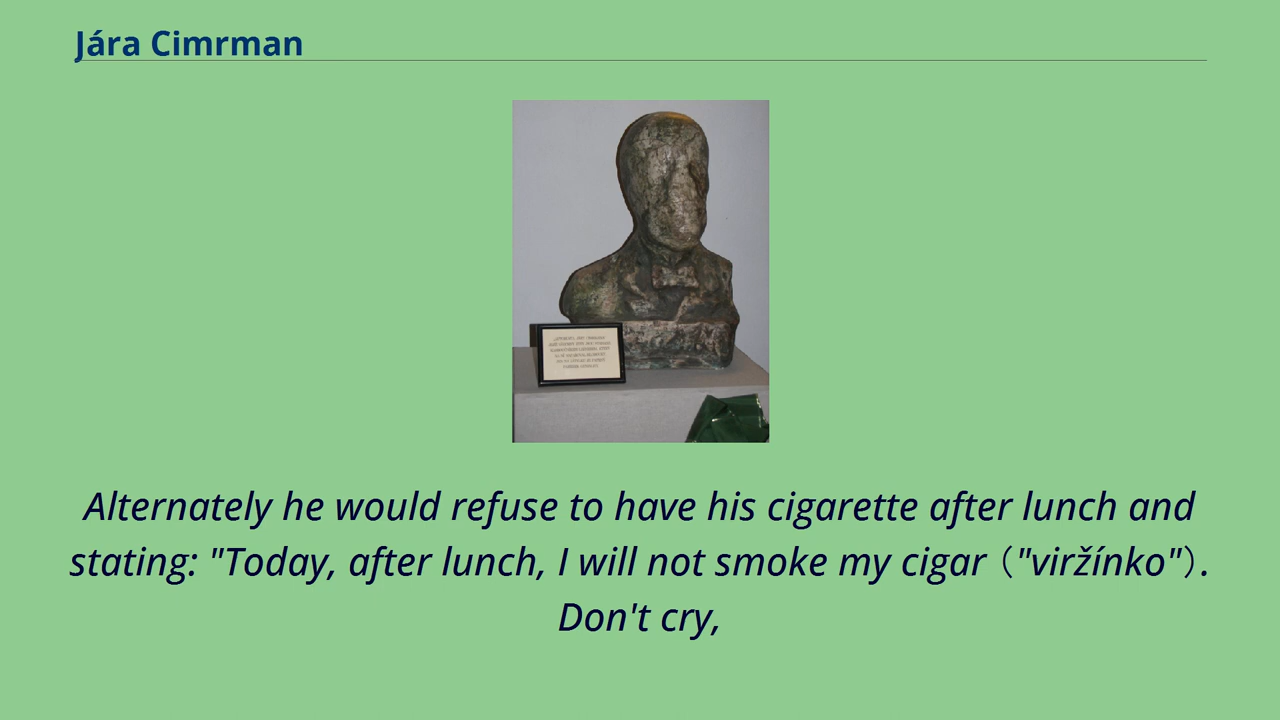 Jára Cimrman
Alternately he would refuse to have his cigarette after lunch and
stating: "Today, after lunch, I will not smoke my cigar（"viržínko"）.
Don't cry,